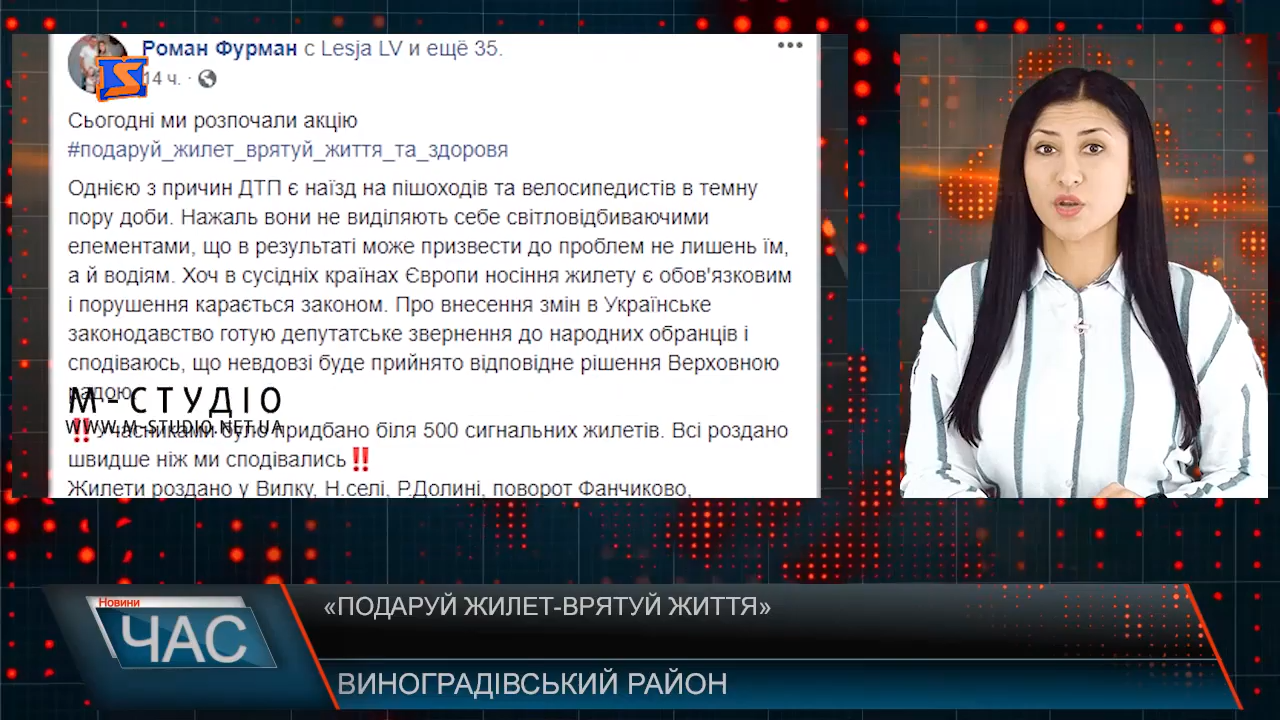 Роман Фурман с Lesja LV и ещё 35.
14 ч.
Сьогодні ми розпочали акцію
#подаруй_жилет_врятуй_життя_та_здоровя
Однією з причин ДТП є наїзд на пішоходів та велосипедистів в темну
пору доби. Нажаль вони не виділяють себе світловідбиваючими
елементами, що в результаті може призвести до проблем не лишень їм,
а й водіям. Хоч в сусідніх країнах Європи носіння жилету є обов'язковим
і порушення карається законом. Про внесення змін в Українське
законодавство готую депутатське звернення до народних обранців і
сподіваюсь, що невдовзі буде прийнято відповідне рішення Верховною
радою.
М-СТУДІО
WWW.M-STUDIO.NET.UA
‼ Учасниками було придбано біля 500 сигнальних жилетів. Всі роздано
швидше ніж ми сподівались‼
Жилети роздано у Вилку, Н.селі, Р.Долині, поворот Фанчиково,
Новини
ЧАС
«ПОДАРУЙ ЖИЛЕТ-ВРЯТУЙ ЖИТТЯ»
ВИНОГРАДІВСЬКИЙ РАЙОН